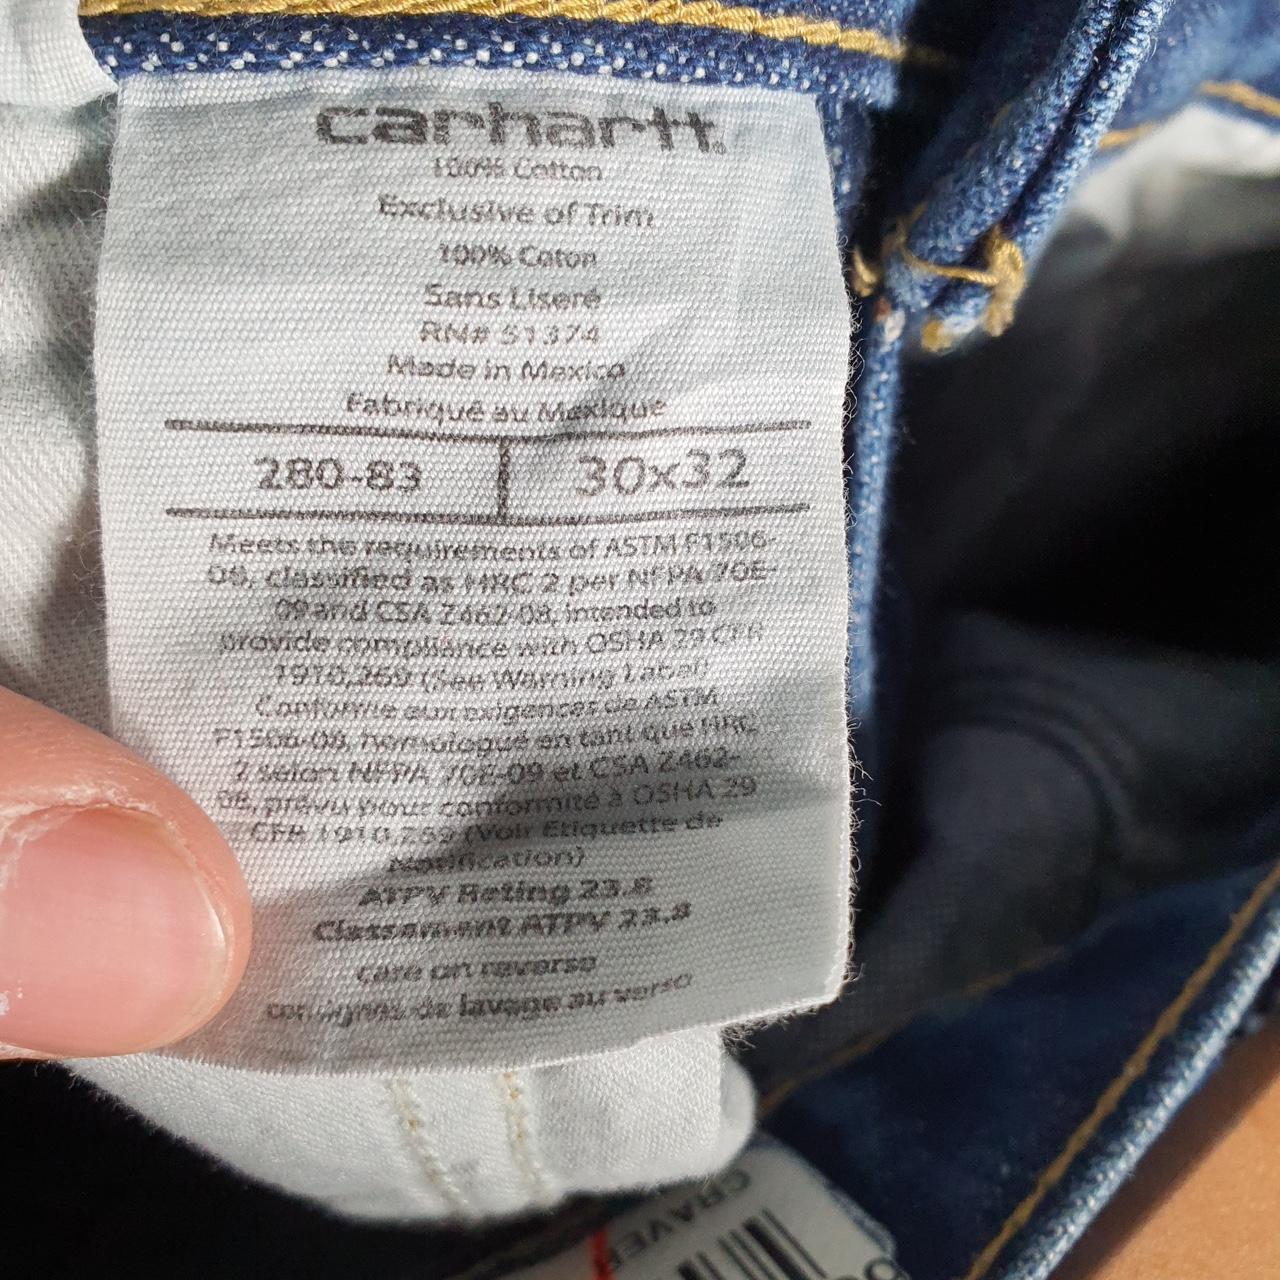 carhartt.
100% Cotton
Exclusive of Trim
100% Coton
Sans Liseré
RN# 51374
Made in Mexico
Fabriqué au Mexique
280-83
30x32
Meets the requirements of ASTM F1506-
08, classified as HRC 2 per NFPA 70E-
09 and CSA Z462-08, intended to
provide compliance with OSHA 29 CFR
1910.269 (See Warning Label)
Conforme aux exigences de ASTM
F1506-08, homologué en tant que HRC
2 selon NFPA 70E-09 et CSA Z462-
08, prévu pour conformité à OSHA 29
CFR 1910.269 (Voir Etiquette de
Notification)
ATPV Rating 23.8
Classement ATPV 23.8
care on reverse
consignes de lavage au verso